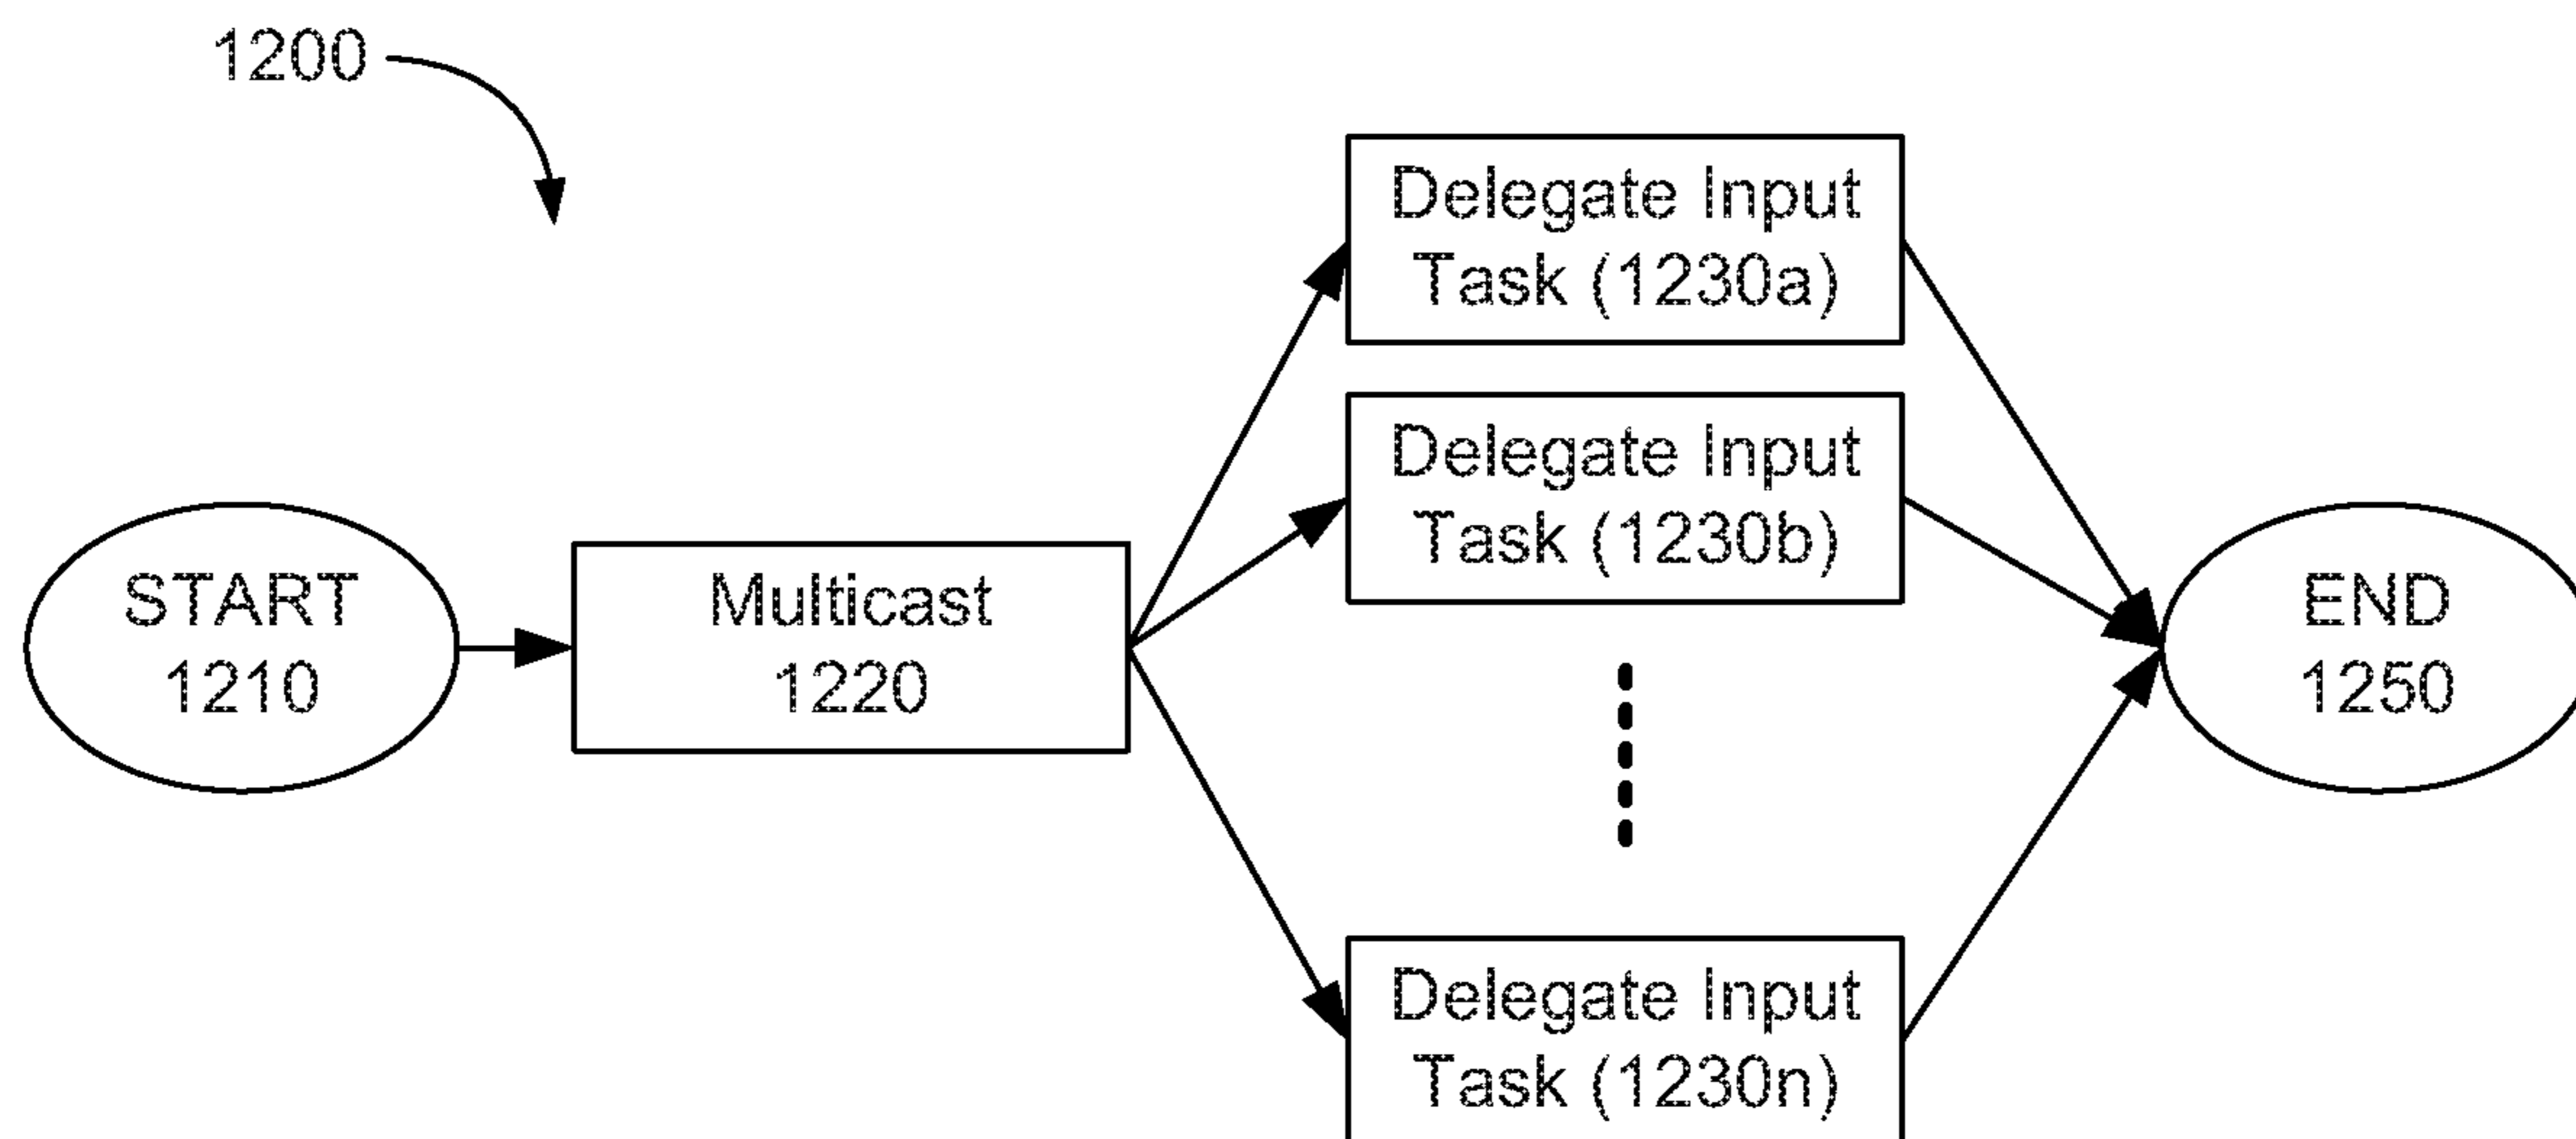 1200
Delegate Input
Task (1230a)
Delegate Input
Task (1230b)
START
1210
Multicast
1220
END
1250
Delegate Input
Task (1230n)